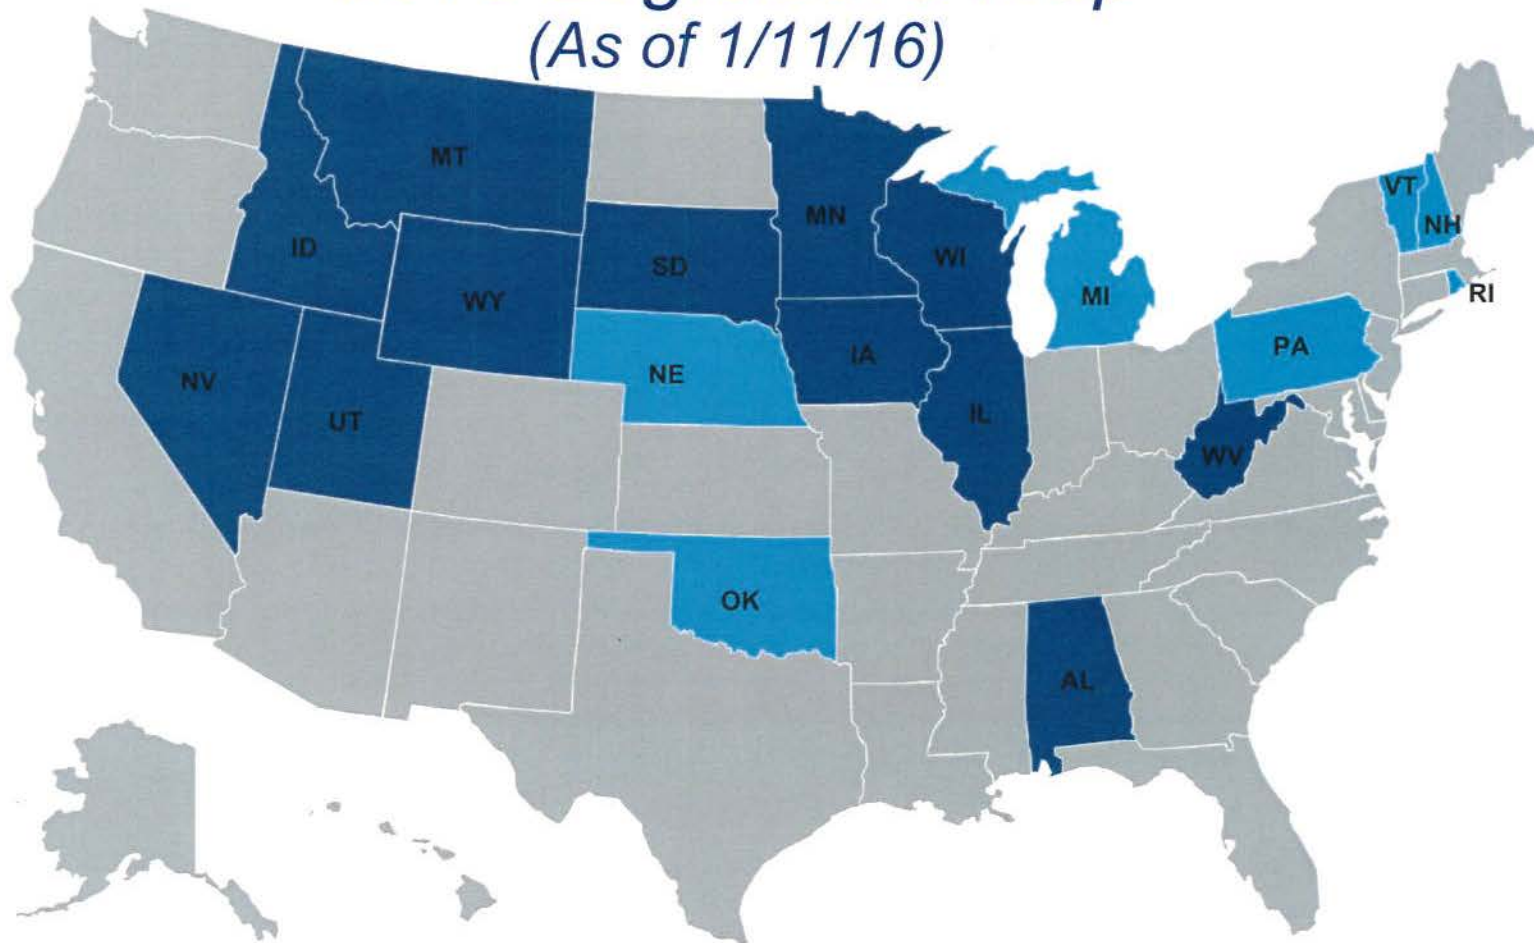 (As of 1/11/16)
MT
ID
WY
SD
MN
WI
MI
VT
NH
RI
NV
UT
NE
IA
IL
PA
WV
OK
AL